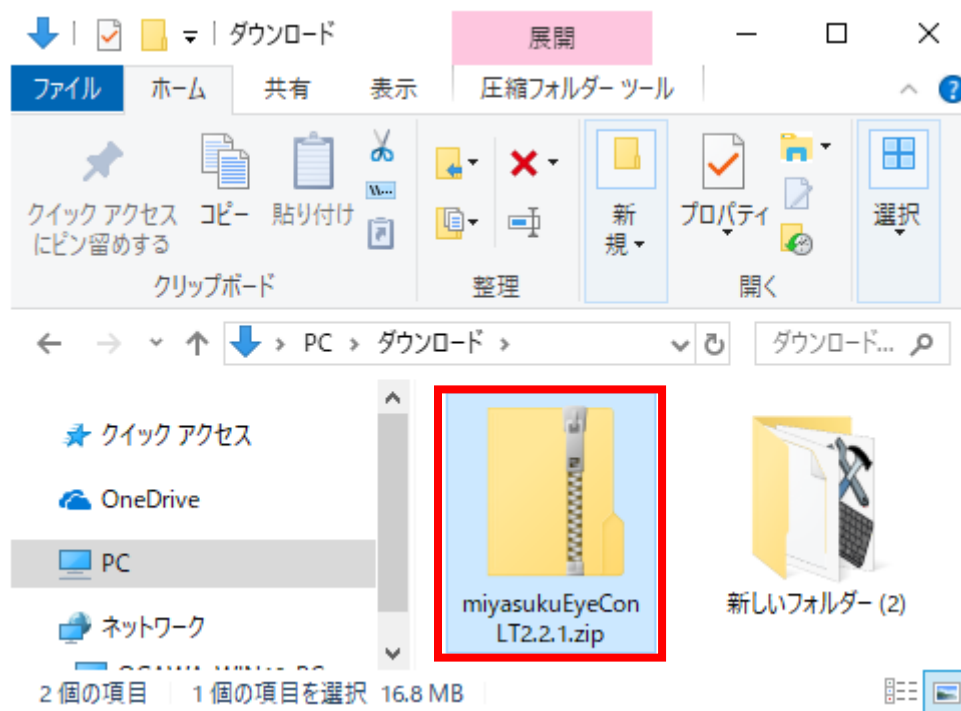 ダウンロード
展開
ファイル ホーム 共有 表示 圧縮フォルダー ツール
クイック アクセス
にピン留めする
コピー
貼り付け
新
規
プロパティ
選択
クリップボード 整理 開く
PC ダウンロード
ダウンロード...
クイック アクセス
OneDrive
PC
ネットワーク
miyasukuEyeCon
LT2.2.1.zip
新しいフォルダー (2)
2 個の項目 1 個の項目を選択 16.8 MB